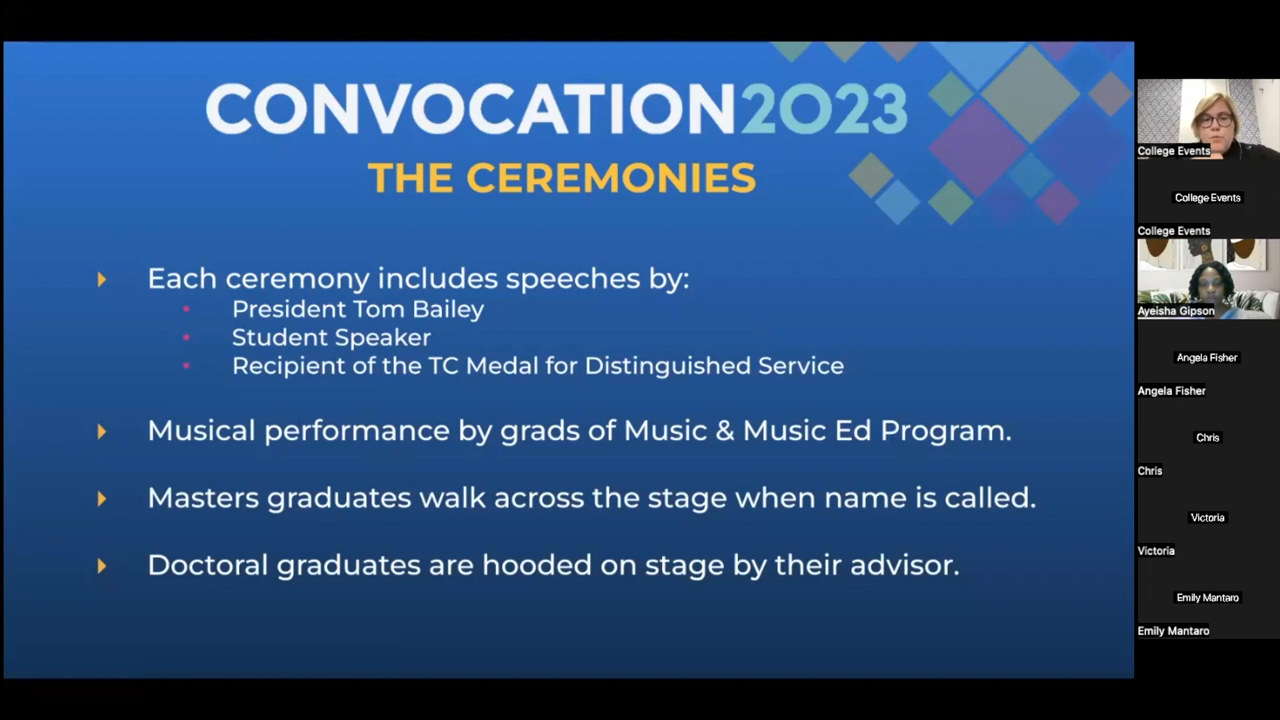 CONVOCATION2023
THE CEREMONIES
Each ceremony includes speeches by:
President Tom Bailey
Student Speaker
Recipient of the TC Medal for Distinguished Service
Musical performance by grads of Music & Music Ed Program.
Masters graduates walk across the stage when name is called.
Doctoral graduates are hooded on stage by their advisor.
College Events
College Events
College Events
Ayeisha Gipson
Angela Fisher
Angela Fisher
Chris
Chris
Victoria
Victoria
Emily Mantaro
Emily Mantaro